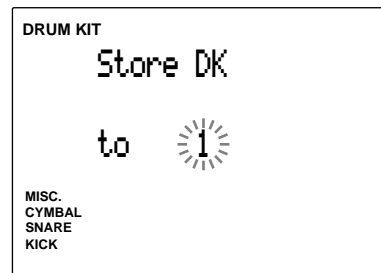 DRUM KIT
Store DK
to 1
MISC.
CYMBAL
SNARE
KICK